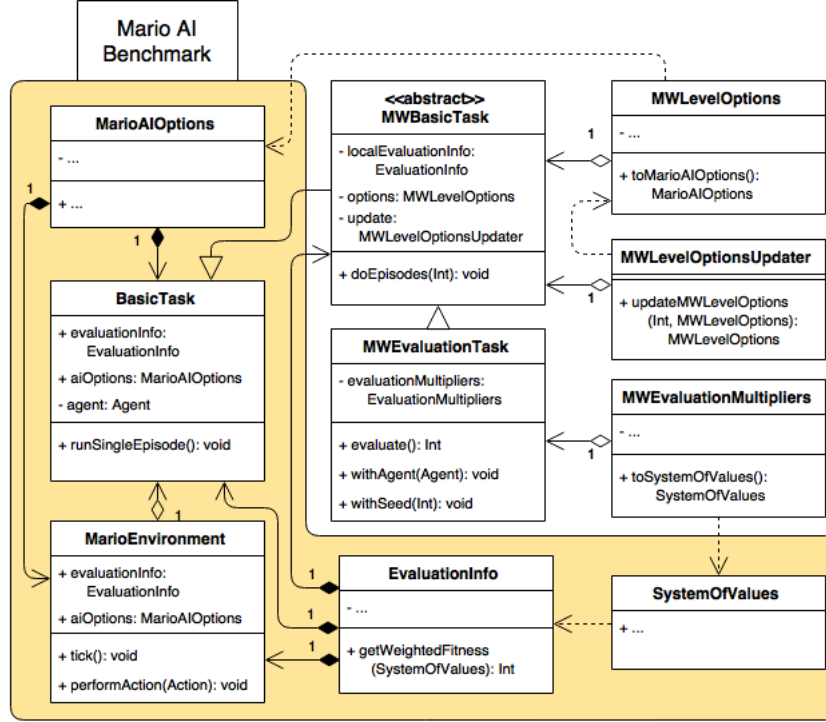 Mario AI
Benchmark
MarioAIOptions
- ...
+ ...
1
1
BasicTask
+ evaluationInfo:
EvaluationInfo
+ aiOptions: MarioAIOptions
- agent: Agent
+ runSingleEpisode(): void
1
MarioEnvironment
+ evaluationInfo:
EvaluationInfo
+ aiOptions: MarioAIOptions
+ tick(): void
+ performAction(Action): void
<<abstract>>
MWBasicTask
- localEvaluationInfo:
EvaluationInfo
- options: MWLevelOptions
- update:
MWLevelOptionsUpdater
+ doEpisodes(Int): void
MWEvaluationTask
- evaluationMultipliers:
EvaluationMultipliers
+ evaluate(): Int
+ withAgent(Agent): void
+ withSeed(Int): void
1
1
1
EvaluationInfo
- ...
+ getWeightedFitness
(SystemOfValues): Int
1
MWLevelOptions
- ...
+ toMarioAIOptions():
MarioAIOptions
1
MWLevelOptionsUpdater
+ updateMWLevelOptions
(Int, MWLevelOptions):
MWLevelOptions
1
MWEvaluationMultipliers
- ...
+ toSystemOfValues():
SystemOfValues
SystemOfValues
+ ...